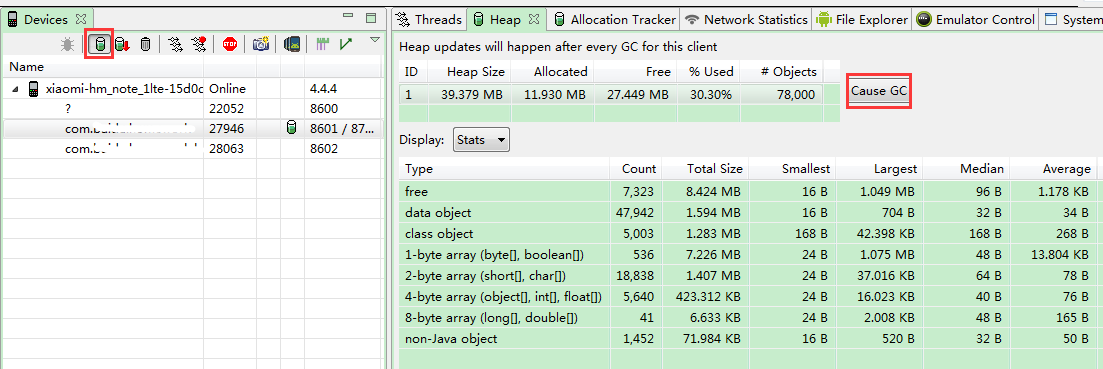 Devices
Name
xiaomi-hm_note_1lte-15d0c Online 4.4.4
? 22052 8600
com. 27946 8601 / 87...
com. 28063 8602
Threads Heap Allocation Tracker Network Statistics File Explorer Emulator Control System
Heap updates will happen after every GC for this client
ID Heap Size Allocated Free % Used # Objects
1 39.379 MB 11.930 MB 27.449 MB 30.30% 78,000
Cause GC
Display: Stats
Type Count Total Size Smallest Largest Median Average
free 7,323 8.424 MB 16 B 1.049 MB 96 B 1.178 KB
data object 47,942 1.594 MB 16 B 704 B 32 B 34 B
class object 5,003 1.283 MB 168 B 42.398 KB 168 B 268 B
1-byte array (byte[], boolean[]) 536 7.226 MB 24 B 1.075 MB 48 B 13.804 KB
2-byte array (short[], char[]) 18,838 1.407 MB 24 B 37.016 KB 64 B 78 B
4-byte array (object[], int[], float[]) 5,640 423.312 KB 24 B 16.023 KB 40 B 76 B
8-byte array (long[], double[]) 41 6.633 KB 24 B 2.008 KB 48 B 165 B
non-Java object 1,452 71.984 KB 16 B 520 B 32 B 50 B